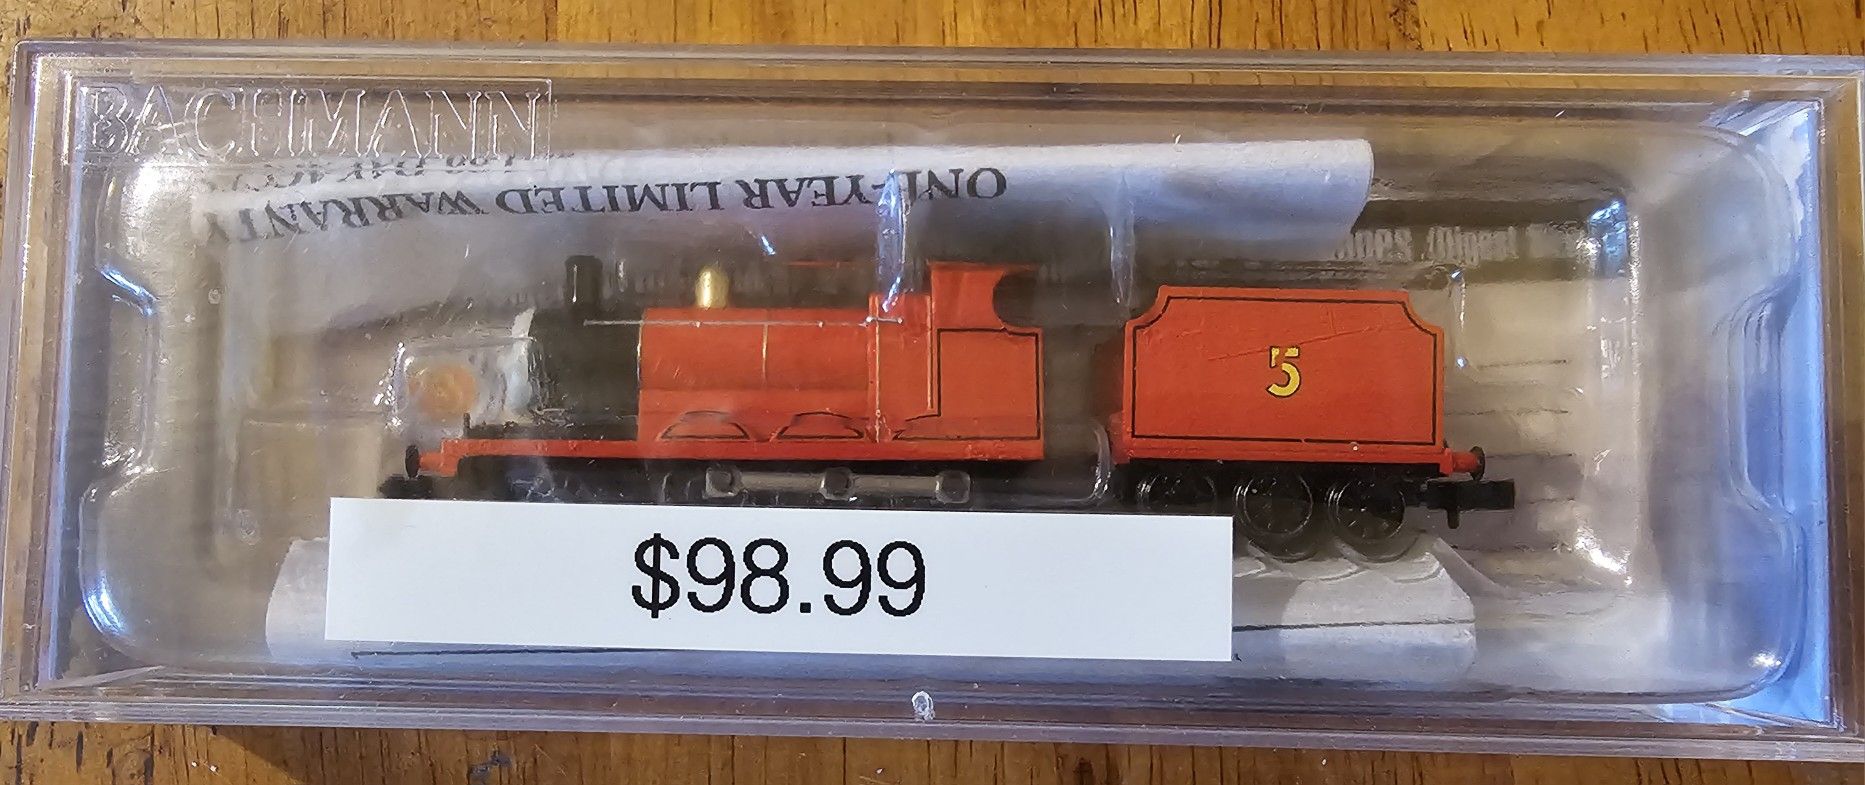 BACHMANN
ONE-YEAR LIMITED WARRANTY
5
$98.99